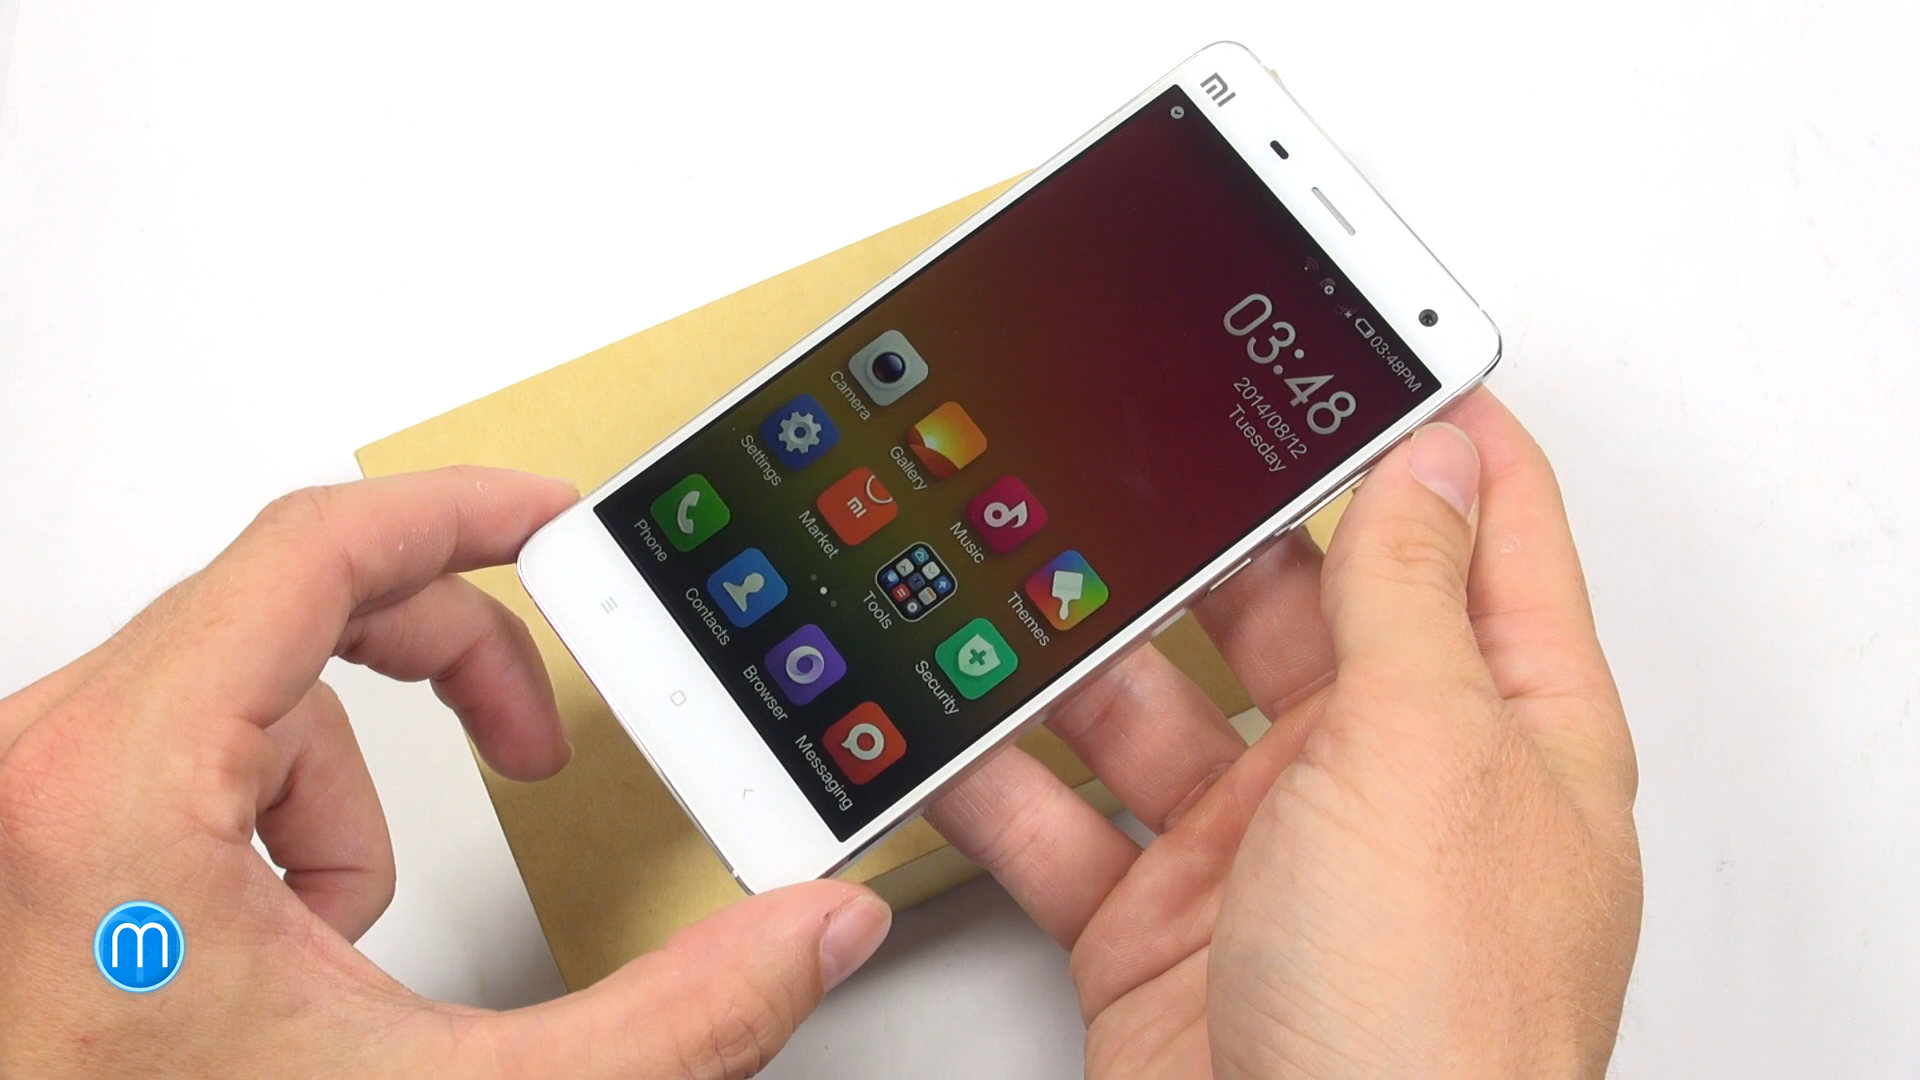 MI
03:48PM
03:48
2014/08/12
Tuesday
Camera
Gallery
Music
Themes
Settings
Market
mi
Tools
Security
Phone
Contacts
Browser
Messaging
m